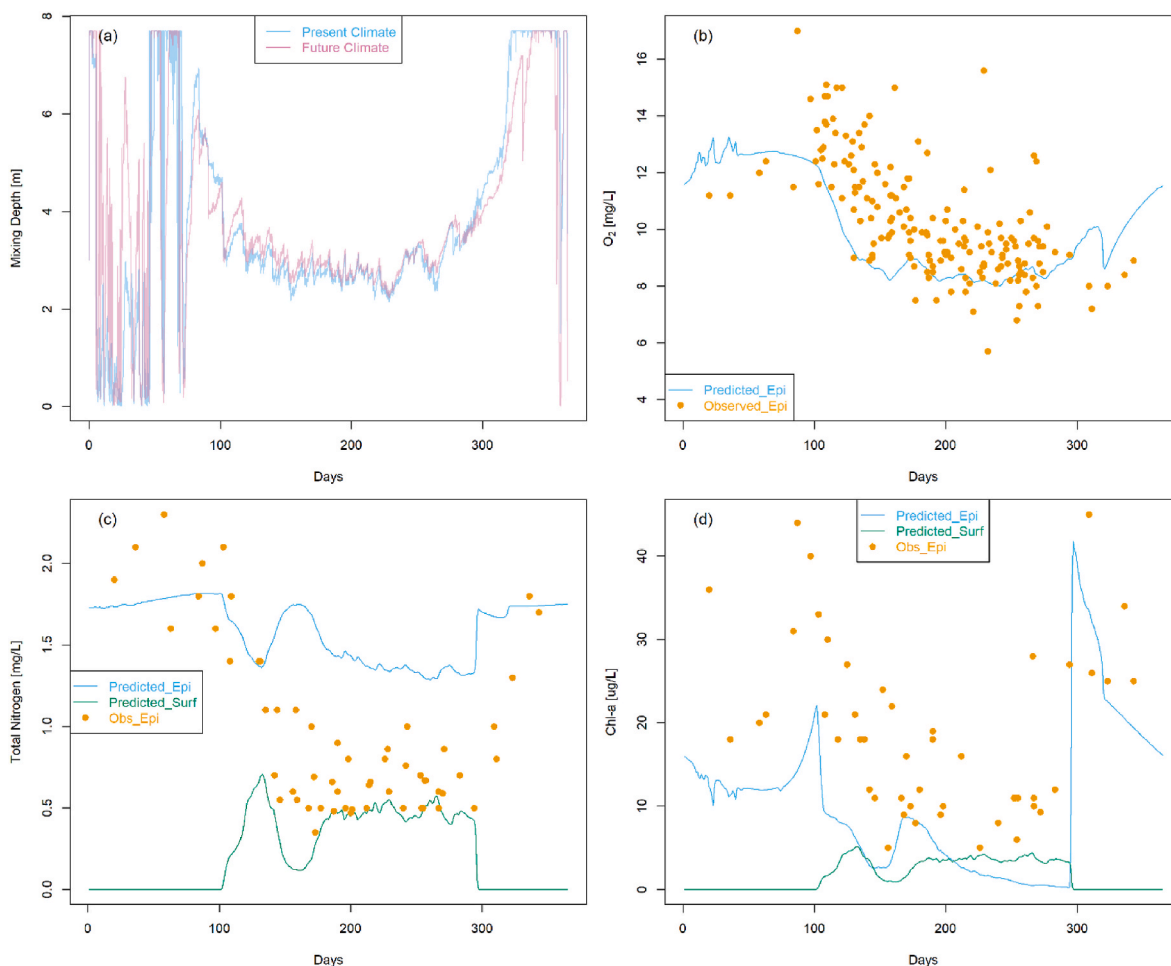 (a)
Present Climate
Future Climate
Mixing Depth [m]
0
2
4
6
8
0
100
200
300
Days
(b)
O₂ [mg/L]
4
6
8
10
12
14
16
Predicted_Epi
Observed_Epi
0
100
200
300
Days
(c)
Total Nitrogen [mg/L]
0.0
0.5
1.0
1.5
2.0
Predicted_Epi
Predicted_Surf
Obs_Epi
0
100
200
300
Days
(d)
Predicted_Epi
Predicted_Surf
Obs_Epi
Chl-a [ug/L]
0
10
20
30
40
0
100
200
300
Days